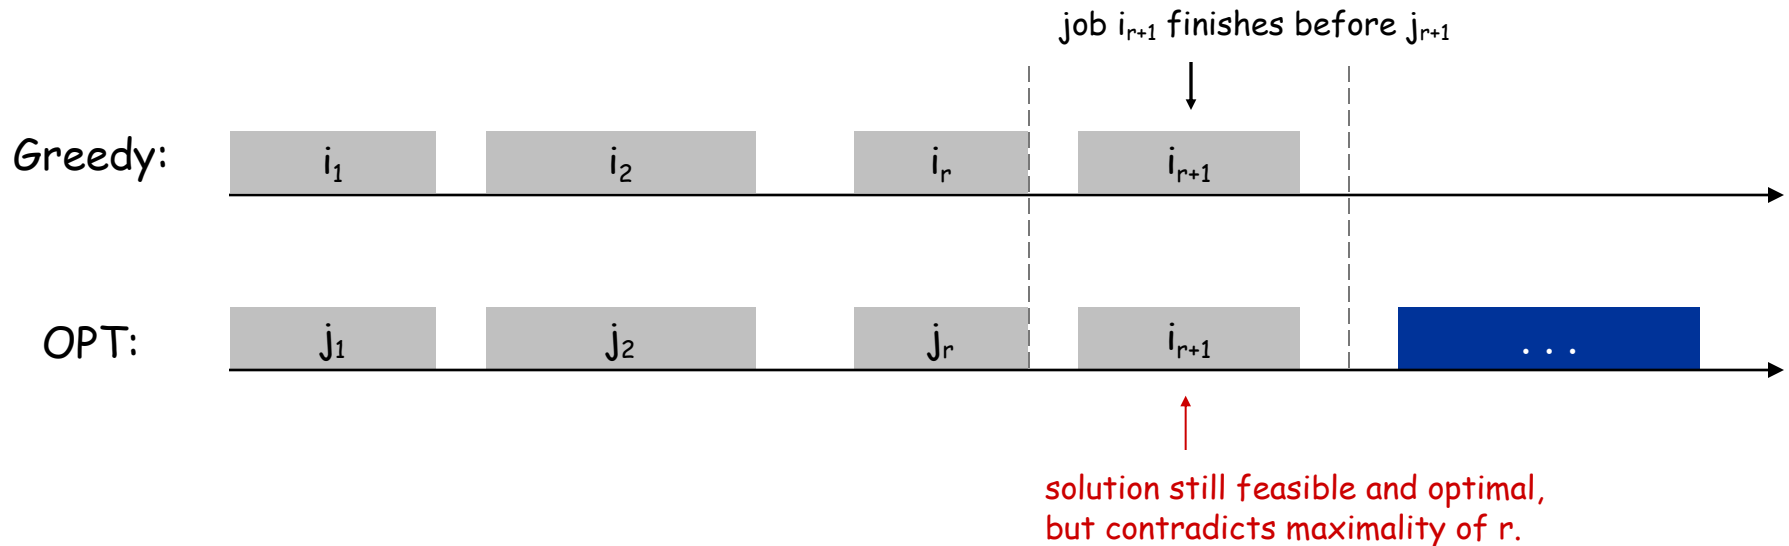 job iᵣ₊₁ finishes before jᵣ₊₁
Greedy: i₁ i₂ iᵣ iᵣ₊₁
OPT: j₁ j₂ jᵣ iᵣ₊₁ . . .
solution still feasible and optimal,
but contradicts maximality of r.